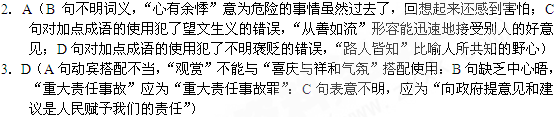 2. A（B 句不明词义，“心有余悸”意为危险的事情虽然过去了，回想起来还感到害怕；C
句对加点成语的使用犯了望文生义的错误，“从善如流”形容能迅速地接受别人的好意
见；D 句对加点成语的使用犯了不明褒贬的错误，“路人皆知”比喻人所共知的野心）
3. D（A 句动宾搭配不当，“观赏”不能与“喜庆与祥和气氛”搭配使用；B 句缺乏中心晤，
“重大责任事故”应为“重大责任事故罪”；C 句表意不明，应为“向政府提意见和建
议是人民赋予我们的责任”）